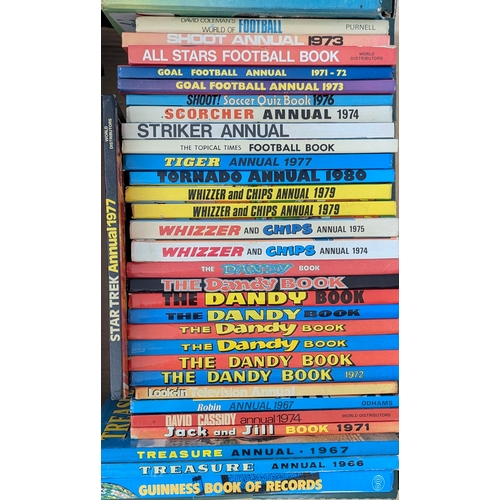 DAVID COLEMAN'S WORLD OF FOOTBALL PURNELL
SHOOT ANNUAL 1973
ALL STARS FOOTBALL BOOK WORLD DISTRIBUTORS
GOAL FOOTBALL ANNUAL 1971-72
GOAL FOOTBALL ANNUAL 1973
SHOOT! Soccer Quiz Book 1976
SCORCHER ANNUAL 1974
STRIKER ANNUAL
THE TOPICAL TIMES FOOTBALL BOOK
TIGER ANNUAL 1977
TORNADO ANNUAL 1980
WHIZZER and CHIPS ANNUAL 1979
WHIZZER and CHIPS ANNUAL 1979
WHIZZER AND CHIPS ANNUAL 1975
WHIZZER AND CHIPS ANNUAL 1974
THE DANDY BOOK
THE Dandy BOOK
THE DANDY BOOK
THE DANDY BOOK
THE Dandy BOOK
THE Dandy BOOK
THE DANDY BOOK
THE DANDY BOOK 1972
Look-in Television Annual
Robin ANNUAL 1967 ODHAMS
DAVID CASSIDY annual 1974 WORLD DISTRIBUTORS
Jack and Jill BOOK 1971
TREASURE ANNUAL · 1967
TREASURE ANNUAL 1966
GUINNESS BOOK OF RECORDS
STAR TREK Annual 1977 WORLD DISTRIBUTORS